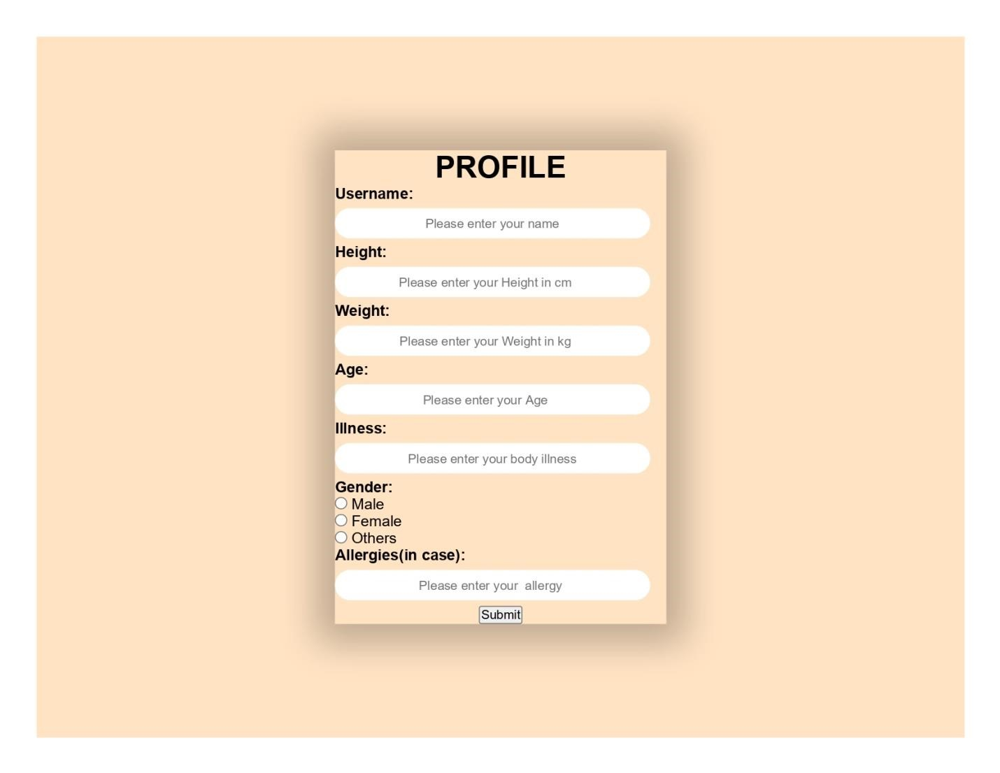 PROFILE
Username:
Please enter your name
Height:
Please enter your Height in cm
Weight:
Please enter your Weight in kg
Age:
Please enter your Age
Illness:
Please enter your body illness
Gender:
Male
Female
Others
Allergies(in case):
Please enter your  allergy
Submit